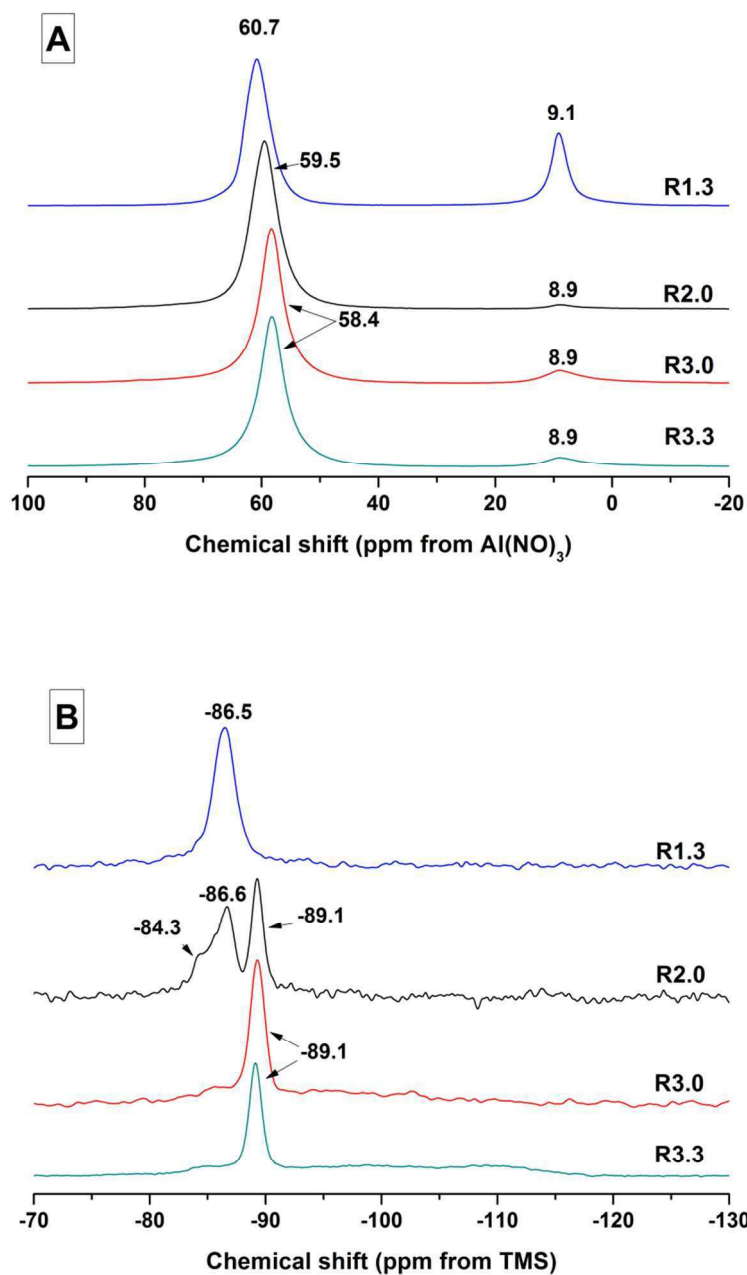 A
60.7
9.1
59.5
R1.3
8.9
R2.0
58.4
8.9
R3.0
8.9
R3.3
100 80 60 40 20 0 -20
Chemical shift (ppm from Al(NO)3)
B
-86.5
R1.3
-86.6
-84.3
-89.1
R2.0
-89.1
R3.0
R3.3
-70 -80 -90 -100 -110 -120 -130
Chemical shift (ppm from TMS)